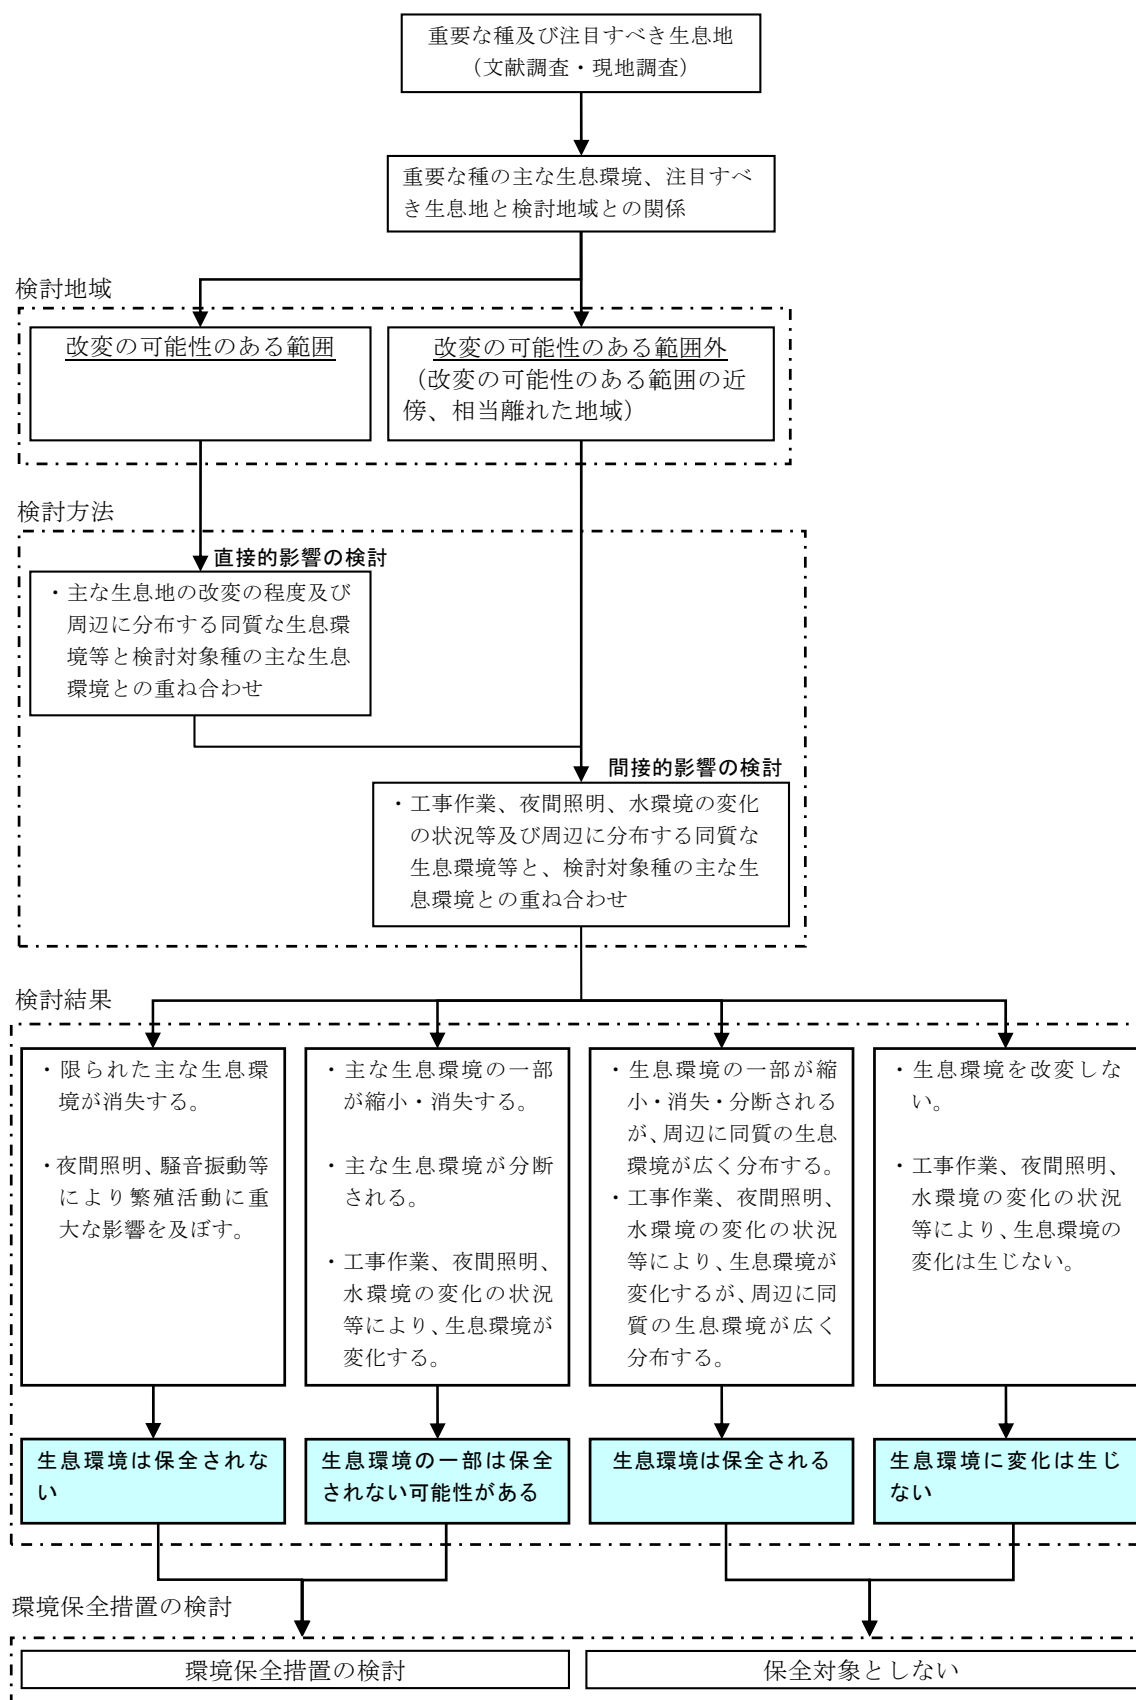 重要な種及び注目すべき生息地
（文献調査・現地調査）
重要な種の主な生息環境、注目すべ
き生息地と検討地域との関係
検討地域
改変の可能性のある範囲
改変の可能性のある範囲外
（改変の可能性のある範囲の近
傍、相当離れた地域）
検討方法
直接的影響の検討
・主な生息地の改変の程度及び
周辺に分布する同質な生息環
境等と検討対象種の主な生息
環境との重ね合わせ
間接的影響の検討
・工事作業、夜間照明、水環境の変化
の状況等及び周辺に分布する同質な
生息環境等と、検討対象種の主な生
息環境との重ね合わせ
検討結果
・限られた主な生息環
境が消失する。
・夜間照明、騒音振動等
により繁殖活動に重
大な影響を及ぼす。
・主な生息環境の一部
が縮小・消失する。
・主な生息環境が分断
される。
・工事作業、夜間照明、
水環境の変化の状況
等により、生息環境が
変化する。
・生息環境の一部が縮
小・消失・分断される
が、周辺に同質の生息
環境が広く分布する。
・工事作業、夜間照明、
水環境の変化の状況
等により、生息環境が
変化するが、周辺に同
質の生息環境が広く
分布する。
・生息環境を改変しな
い。
・工事作業、夜間照明、
水環境の変化の状況
等により、生息環境の
変化は生じない。
生息環境は保全されな
い
生息環境の一部は保全
されない可能性がある
生息環境は保全される
生息環境に変化は生じ
ない
環境保全措置の検討
環境保全措置の検討
保全対象としない